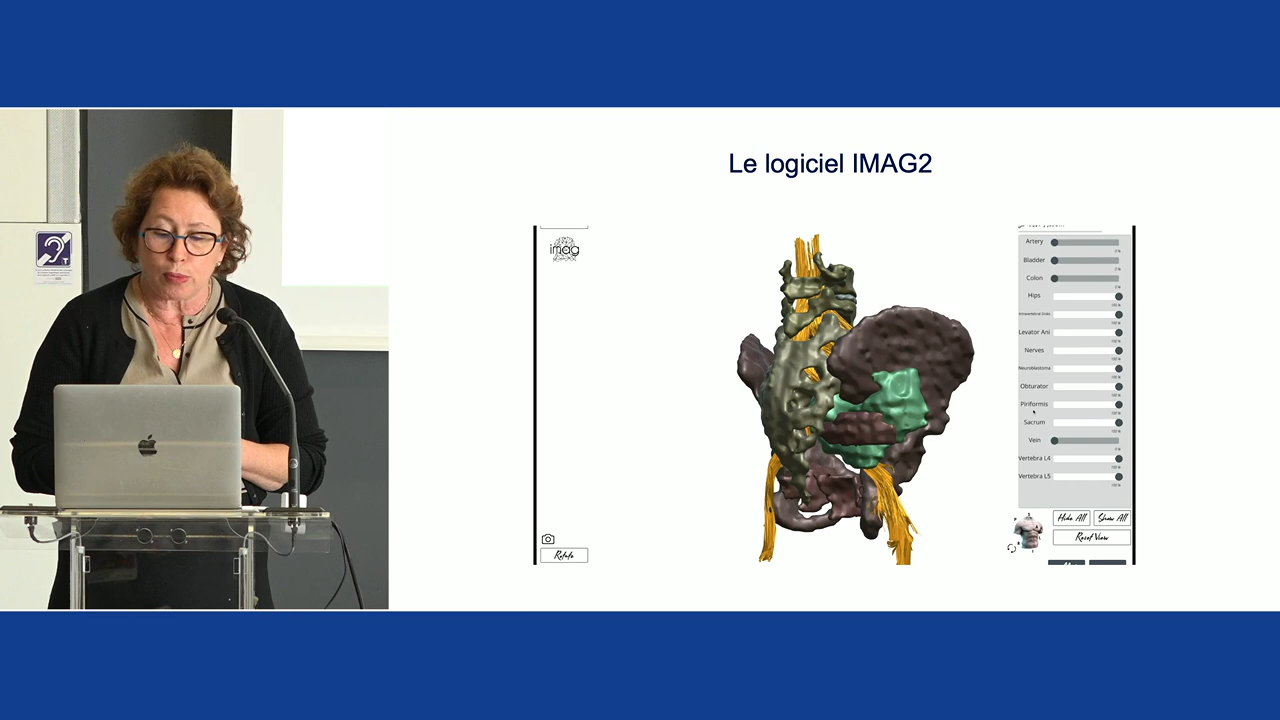 Le logiciel IMAG2
imag
Artery
Bladder
Colon
Hips
Levator Ani
Nerves
Neuroblastoma
Obturator
Piriformis
Sacrum
Vein
Vertebra L4
Vertebra L5
Hide All
Show All
Reset View
Rotate
T